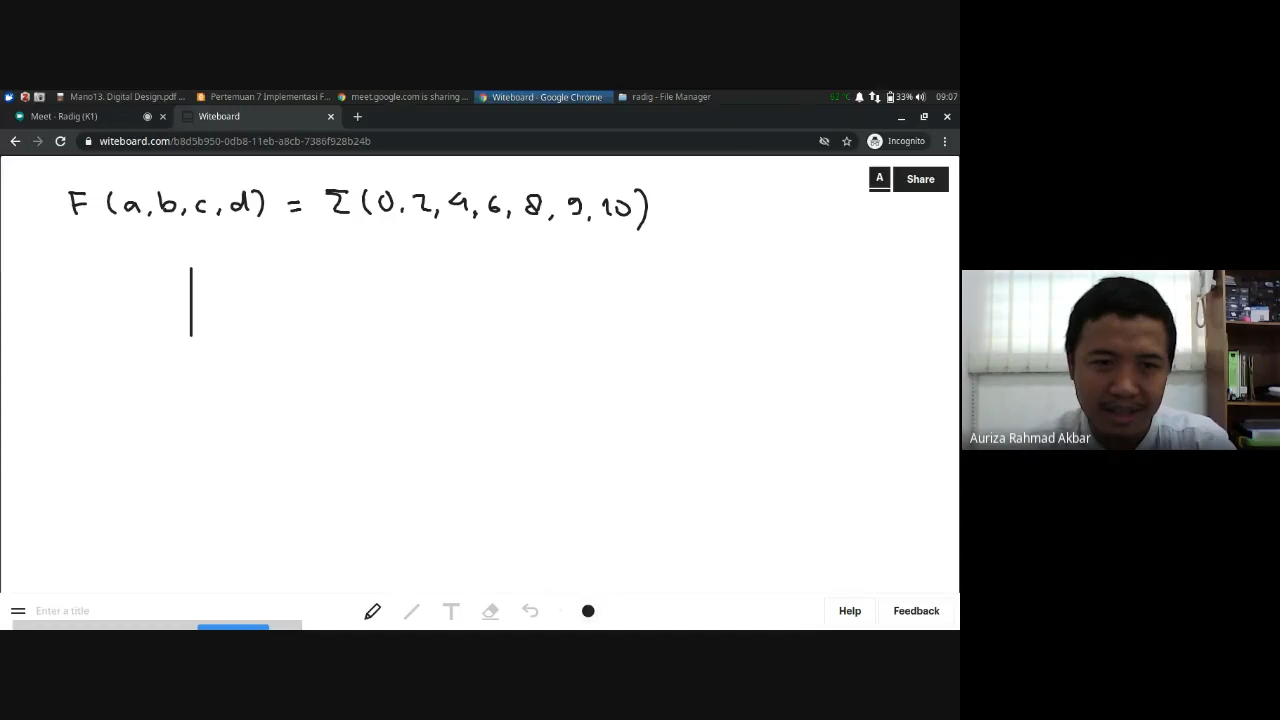 Mano13. Digital Design.pdf ...
Pertemuan 7 Implementasi F...
meet.google.com is sharing ...
Witeboard - Google Chrome
radig - File Manager
62 °C
33%
09:07
Meet - Radig (K1)
Witeboard
witeboard.com/b8d5b950-0db8-11eb-a8cb-7386f928b24b
Incognito
A Share
F (a,b,c,d) = Σ(0,2,4,6,8,9,10)
Auriza Rahmad Akbar
Enter a title
T
Help
Feedback